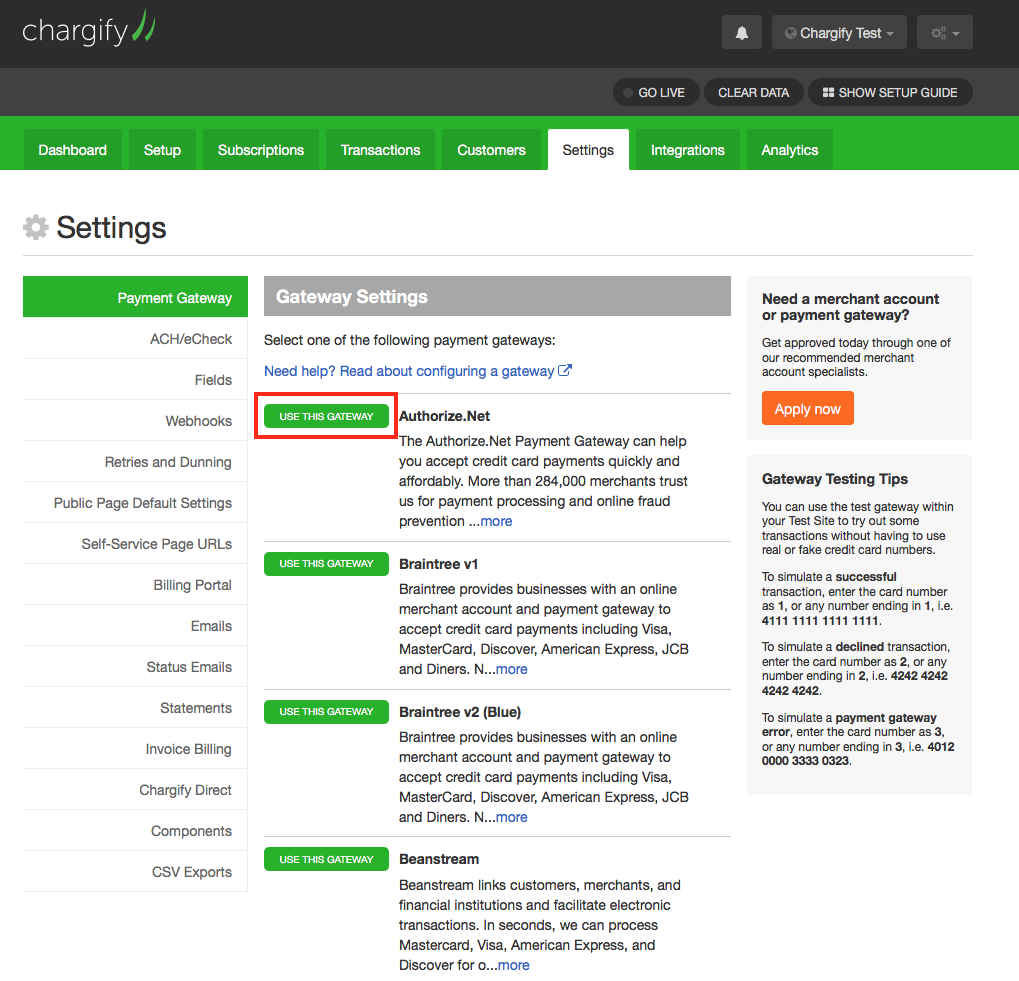 chargify
Chargify Test
GO LIVE
CLEAR DATA
SHOW SETUP GUIDE
Dashboard
Setup
Subscriptions
Transactions
Customers
Settings
Integrations
Analytics
Settings
Payment Gateway
ACH/eCheck
Fields
Webhooks
Retries and Dunning
Public Page Default Settings
Self-Service Page URLs
Billing Portal
Emails
Status Emails
Statements
Invoice Billing
Chargify Direct
Components
CSV Exports
Gateway Settings
Select one of the following payment gateways:
Need help? Read about configuring a gateway
USE THIS GATEWAY
Authorize.Net
The Authorize.Net Payment Gateway can help
you accept credit card payments quickly and
affordably. More than 284,000 merchants trust
us for payment processing and online fraud
prevention ...more
USE THIS GATEWAY
Braintree v1
Braintree provides businesses with an online
merchant account and payment gateway to
accept credit card payments including Visa,
MasterCard, Discover, American Express, JCB
and Diners. N...more
USE THIS GATEWAY
Braintree v2 (Blue)
Braintree provides businesses with an online
merchant account and payment gateway to
accept credit card payments including Visa,
MasterCard, Discover, American Express, JCB
and Diners. N...more
USE THIS GATEWAY
Beanstream
Beanstream links customers, merchants, and
financial institutions and facilitate electronic
transactions. In seconds, we can process
Mastercard, Visa, American Express, and
Discover for o...more
Need a merchant account
or payment gateway?
Get approved today through one of
our recommended merchant
account specialists.
Apply now
Gateway Testing Tips
You can use the test gateway within
your Test Site to try out some
transactions without having to use
real or fake credit card numbers.
To simulate a successful
transaction, enter the card number
as 1, or any number ending in 1, i.e.
4111 1111 1111 1111.
To simulate a declined transaction,
enter the card number as 2, or any
number ending in 2, i.e. 4242 4242
4242 4242.
To simulate a payment gateway
error, enter the card number as 3,
or any number ending in 3, i.e. 4012
0000 3333 0323.